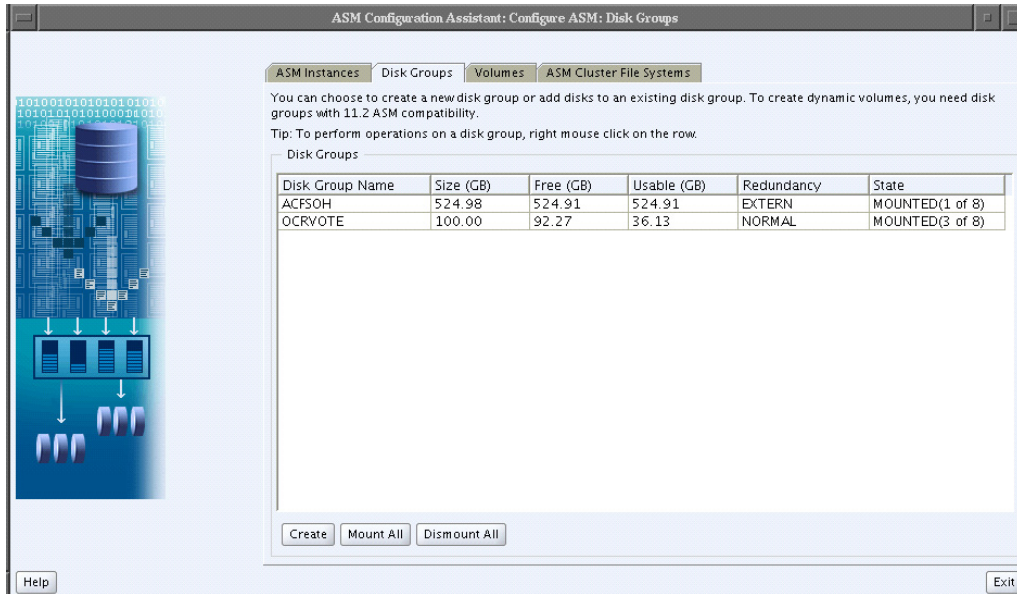 ASM Configuration Assistant: Configure ASM: Disk Groups
ASM Instances Disk Groups Volumes ASM Cluster File Systems
You can choose to create a new disk group or add disks to an existing disk group. To create dynamic volumes, you need disk
groups with 11.2 ASM compatibility.
Tip: To perform operations on a disk group, right mouse click on the row.
Disk Groups
Disk Group Name Size (GB) Free (GB) Usable (GB) Redundancy State
ACFSOH 524.98 524.91 524.91 EXTERN MOUNTED(1 of 8)
OCRVOTE 100.00 92.27 36.13 NORMAL MOUNTED(3 of 8)
Create Mount All Dismount All
Help Exit